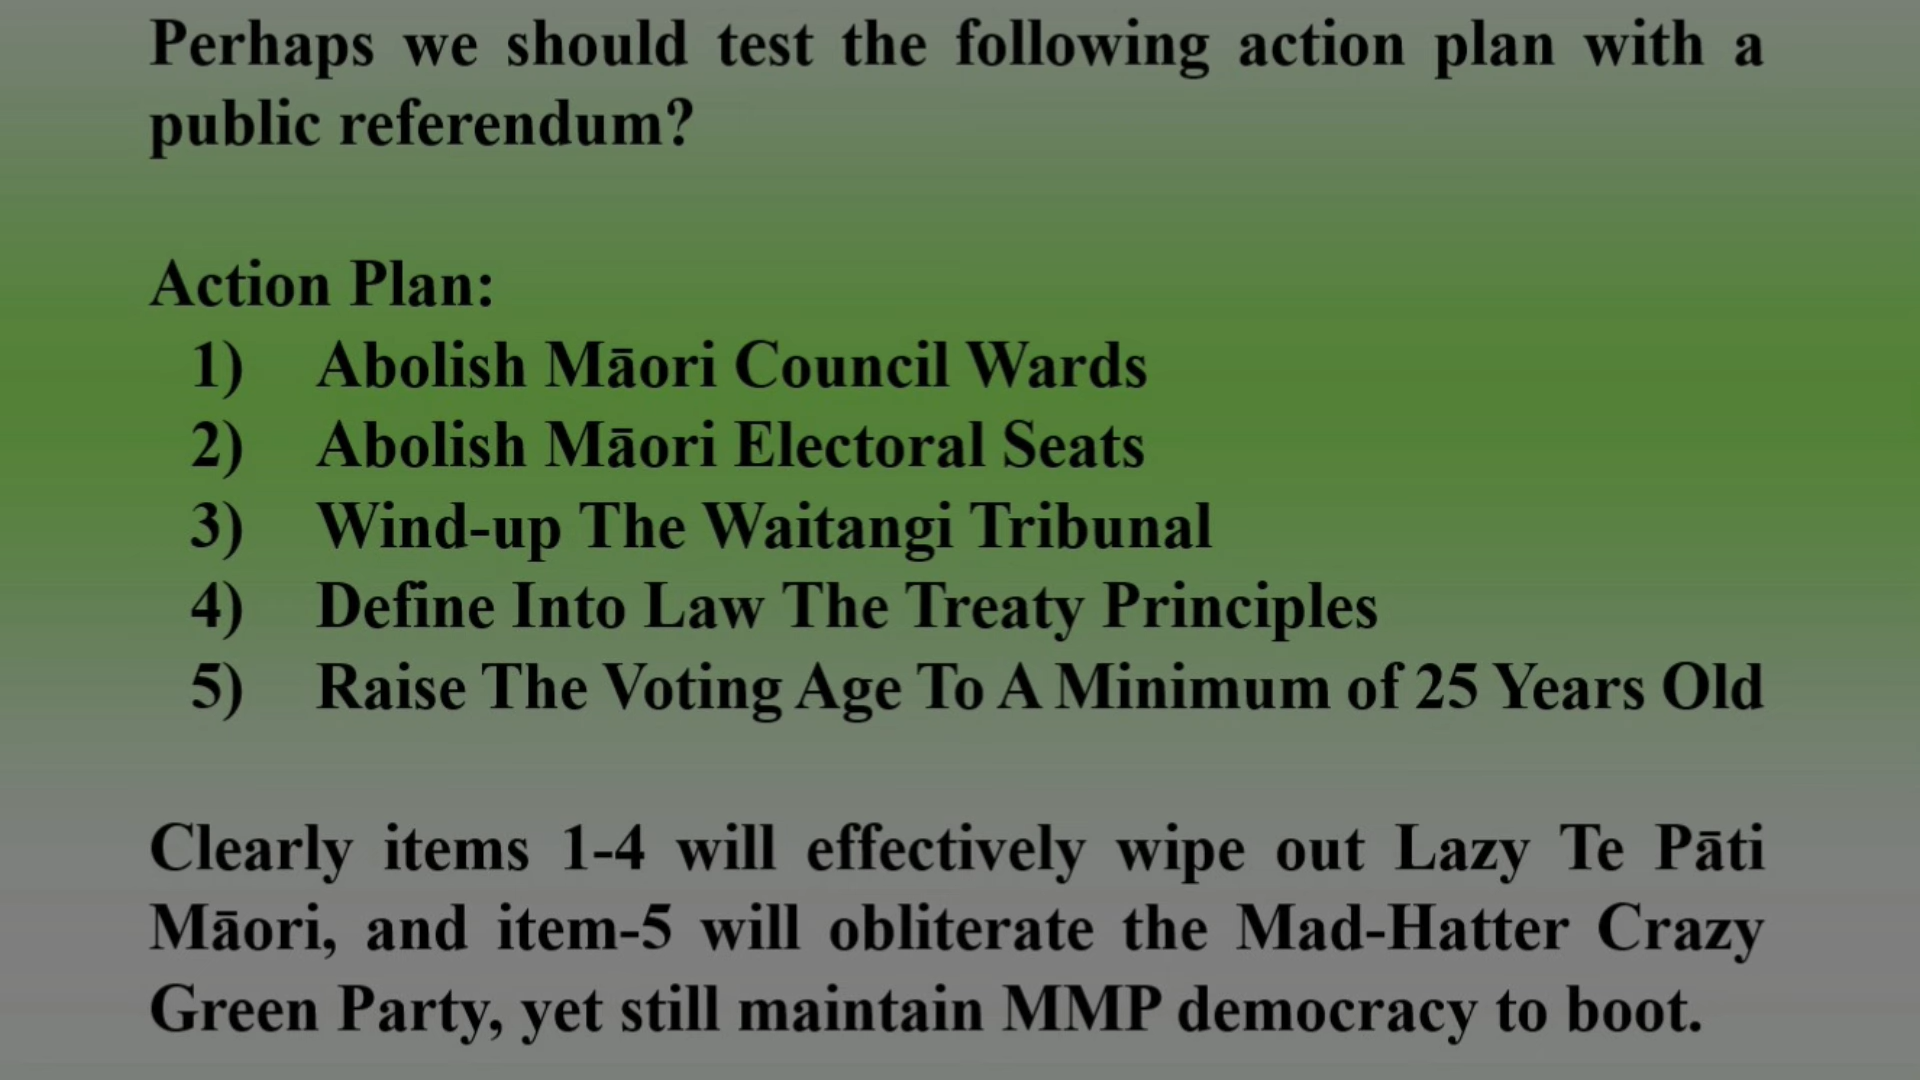 Perhaps we should test the following action plan with a
public referendum?
Action Plan:
1) Abolish Māori Council Wards
2) Abolish Māori Electoral Seats
3) Wind-up The Waitangi Tribunal
4) Define Into Law The Treaty Principles
5) Raise The Voting Age To A Minimum of 25 Years Old
Clearly items 1-4 will effectively wipe out Lazy Te Pāti
Māori, and item-5 will obliterate the Mad-Hatter Crazy
Green Party, yet still maintain MMP democracy to boot.